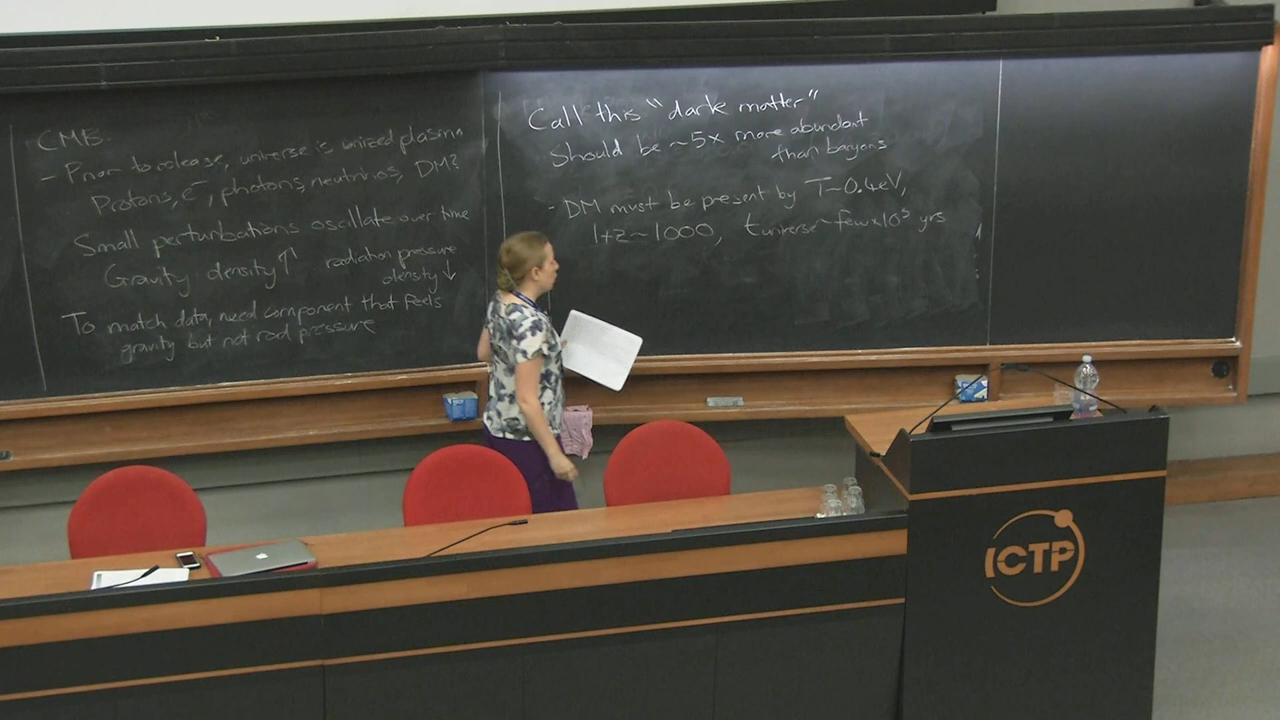 CMB.
- Prior to release, universe is ionized plasma
Protons, e⁻, photons, neutrinos, DM?
Small perturbations oscillate over time
Gravity density ↑ radiation pressure
density ↓
To match data, need component that feels
gravity but not rad pressure
Call this "dark matter"
Should be ~5x more abundant
than baryons
- DM must be present by T~0.4eV,
1+z~1000, t universe ~ few x 10⁵ yrs
ICTP